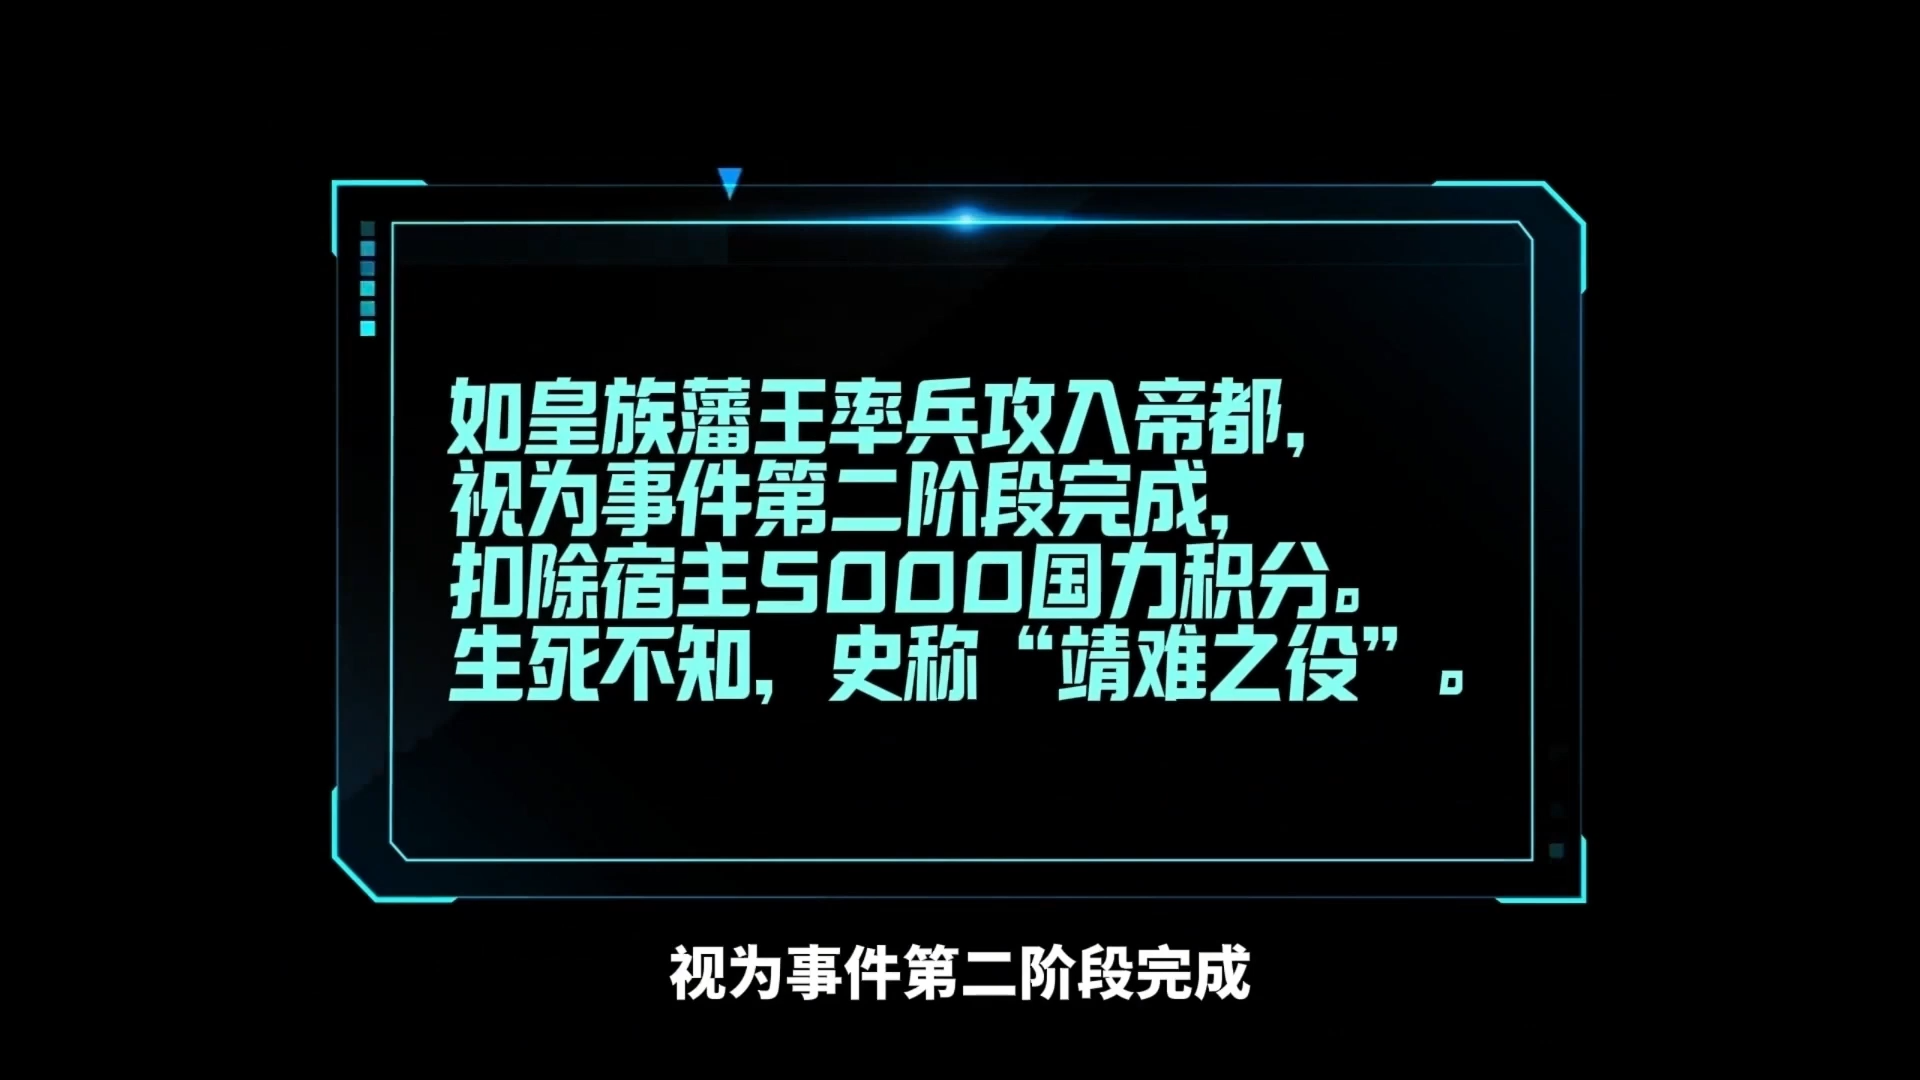 如皇族藩王率兵攻入帝都，
视为事件第二阶段完成，
扣除宿主5000国力积分。
生死不知，史称“靖难之役”。
视为事件第二阶段完成